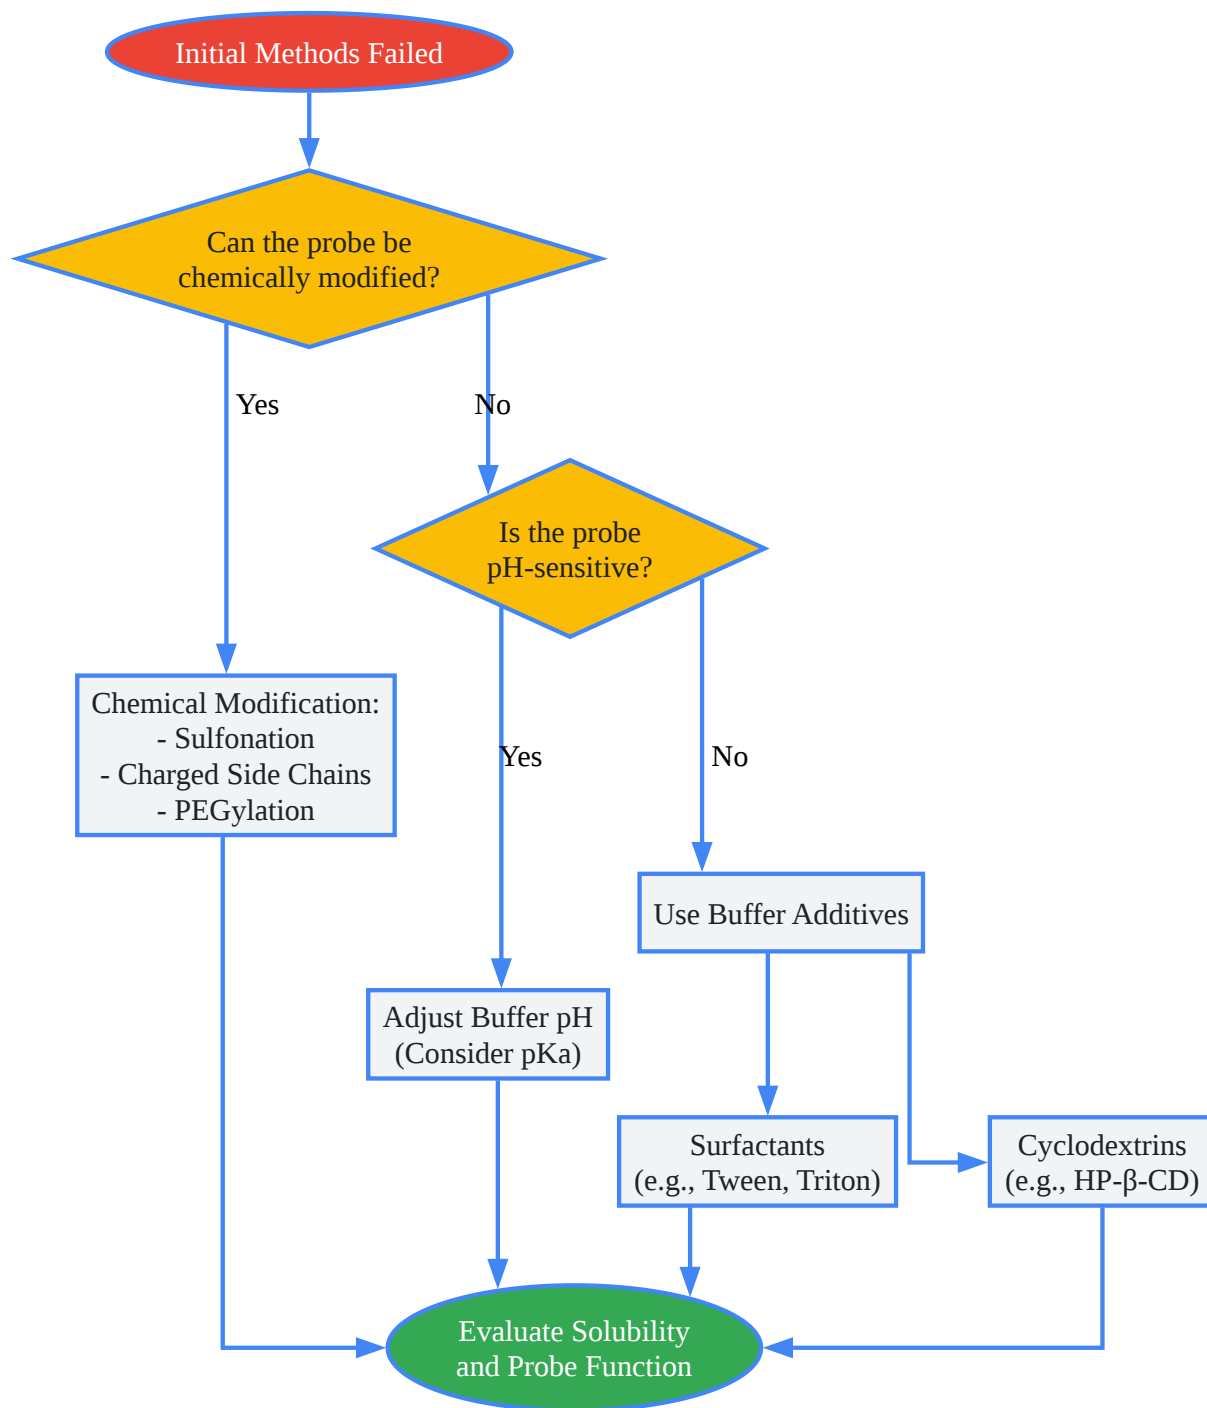 Initial Methods Failed
Can the probe be
chemically modified?
Yes
No
Is the probe
pH-sensitive?
Chemical Modification:
- Sulfonation
- Charged Side Chains
- PEGylation
Yes
No
Use Buffer Additives
Adjust Buffer pH
(Consider pKa)
Surfactants
(e.g., Tween, Triton)
Cyclodextrins
(e.g., HP-β-CD)
Evaluate Solubility
and Probe Function